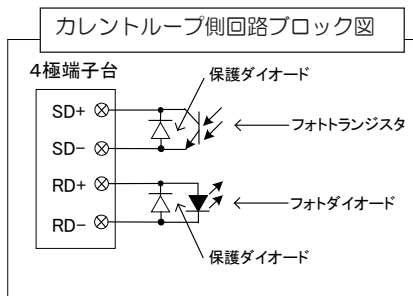 カレントループ側回路ブロック図
4極端子台
保護ダイオード
SD+
フォトトランジスタ
SD-
RD+
フォトダイオード
RD-
保護ダイオード